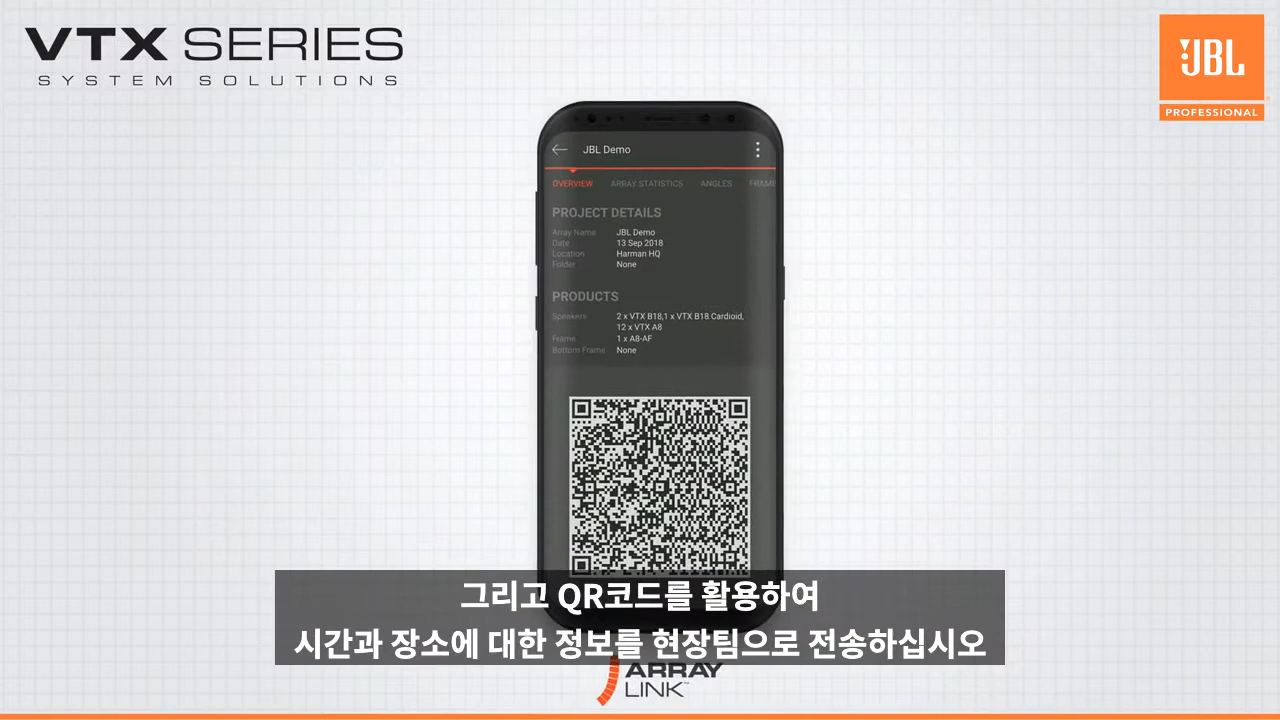 VTX SERIES
SYSTEM SOLUTIONS
JBL
PROFESSIONAL
JBL Demo
OVERVIEW ARRAY STATISTICS ANGLES FRAME
PROJECT DETAILS
Array Name JBL Demo
Date 13 Sep 2018
Location Harman HQ
Folder None
PRODUCTS
Speakers 2 x VTX B18,1 x VTX B18 Cardioid,
12 x VTX A8
Frame 1 x A8-AF
Bottom Frame None
그리고 QR코드를 활용하여
시간과 장소에 대한 정보를 현장팀으로 전송하십시오
ARRAY
LINK™